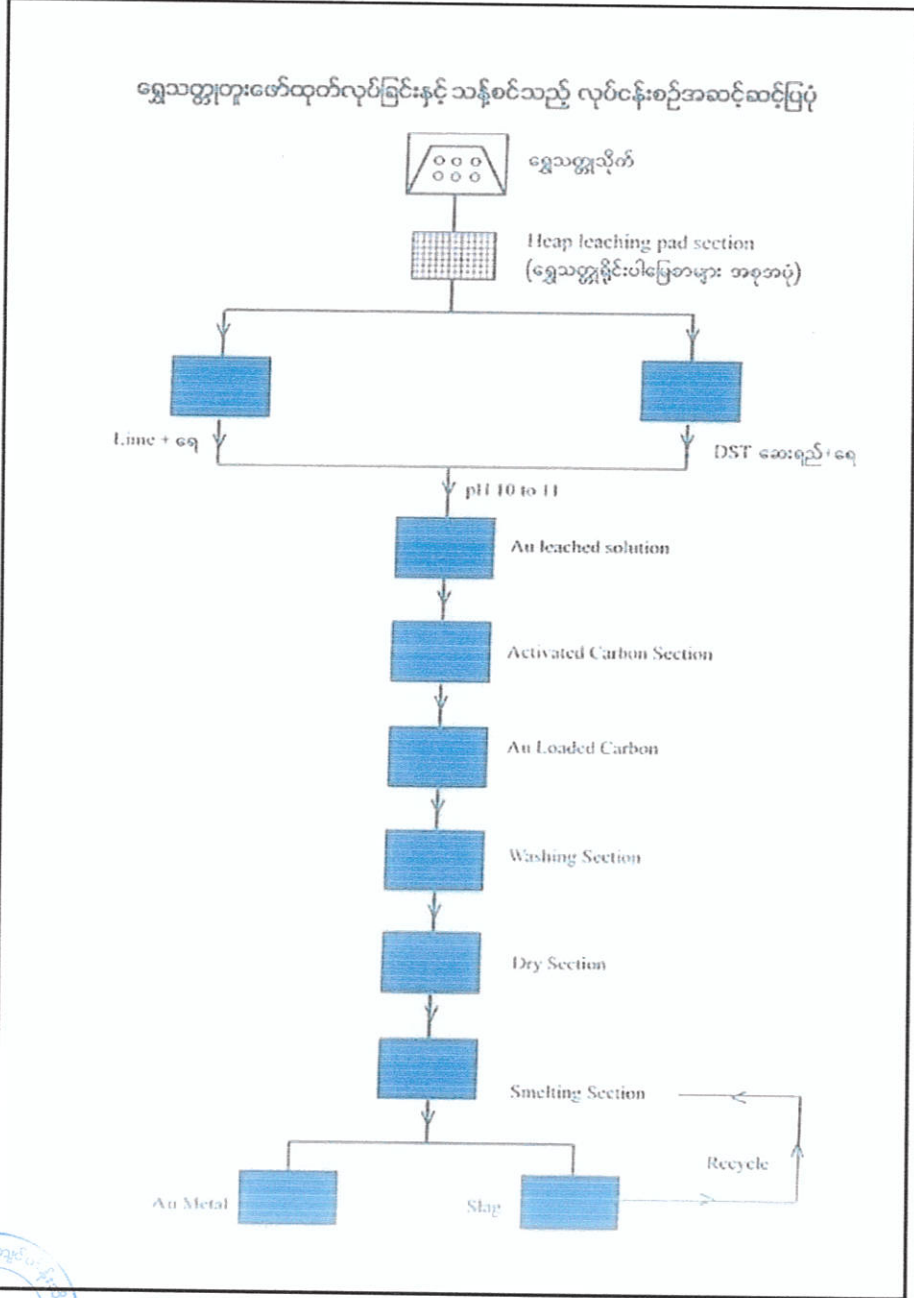 ရွှေသတ္တုတူးဖော်ထုတ်လုပ်ခြင်းနှင့် သန့်စင်သည့် လုပ်ငန်းစဉ်အဆင့်ဆင့်ပြပုံ
ရွှေသတ္တုသိုက်
Heap leaching pad section
(ရွှေသတ္တုရိုင်းပါမြေစာများ အစုအပုံ)
Lime + ရေ
DST ဆေးရည်+ရေ
pH 10 to 11
Au leached solution
Activated Carbon Section
Au Loaded Carbon
Washing Section
Dry Section
Smelting Section
Recycle
Au Metal
Slag